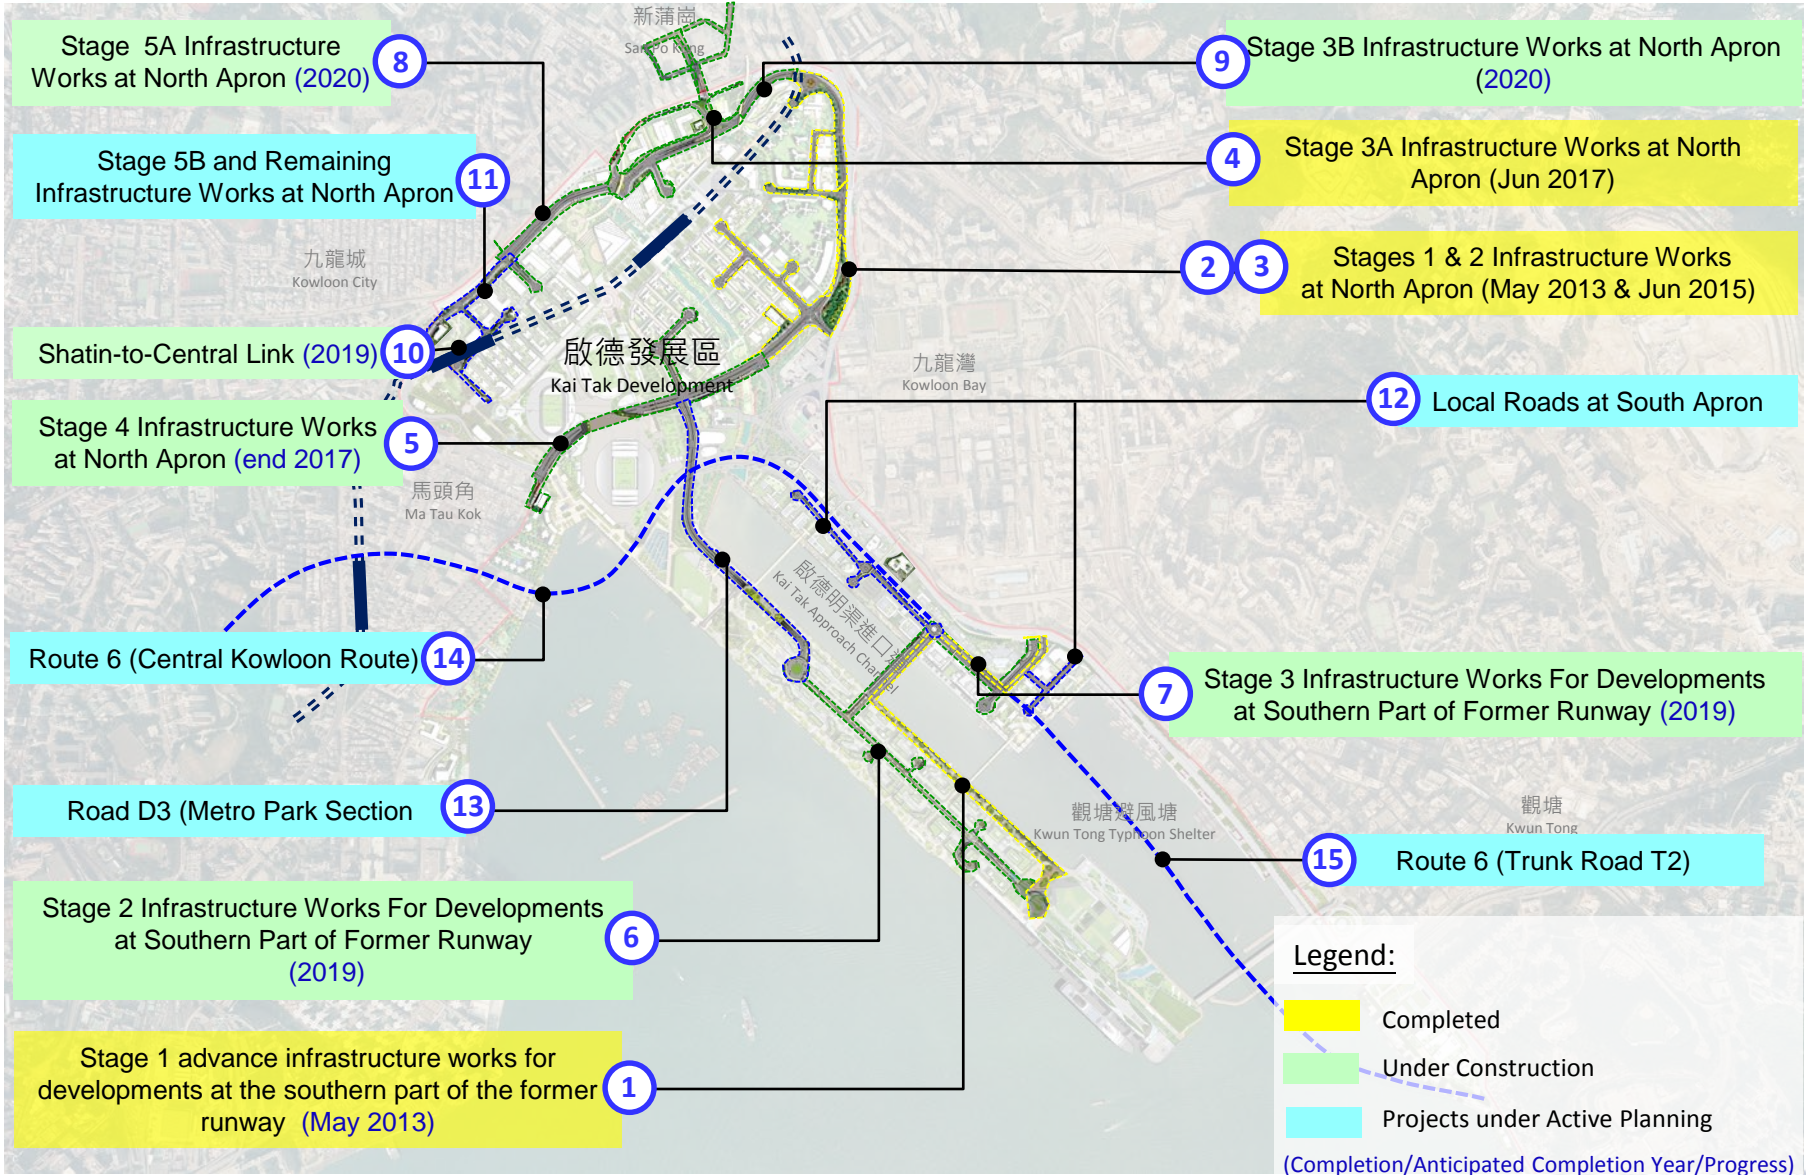 新蒲崗
San Po Kong
Stage 5A Infrastructure
Works at North Apron (2020)
8
9
Stage 3B Infrastructure Works at North Apron
(2020)
Stage 5B and Remaining
Infrastructure Works at North Apron
11
4
Stage 3A Infrastructure Works at North
Apron (Jun 2017)
九龍城
Kowloon City
2
3
Stages 1 & 2 Infrastructure Works
at North Apron (May 2013 & Jun 2015)
Shatin-to-Central Link (2019)
10
啟德發展區
Kai Tak Development
九龍灣
Kowloon Bay
12
Local Roads at South Apron
Stage 4 Infrastructure Works
at North Apron (end 2017)
5
馬頭角
Ma Tau Kok
啟德明渠進口
Kai Tak Approach Channel
Route 6 (Central Kowloon Route)
14
7
Stage 3 Infrastructure Works For Developments
at Southern Part of Former Runway (2019)
Road D3 (Metro Park Section
13
觀塘避風塘
Kwun Tong Typhoon Shelter
觀塘
Kwun Tong
15
Route 6 (Trunk Road T2)
Stage 2 Infrastructure Works For Developments
at Southern Part of Former Runway
(2019)
6
Stage 1 advance infrastructure works for
developments at the southern part of the former
runway (May 2013)
1
Legend:
Completed
Under Construction
Projects under Active Planning
(Completion/Anticipated Completion Year/Progress)